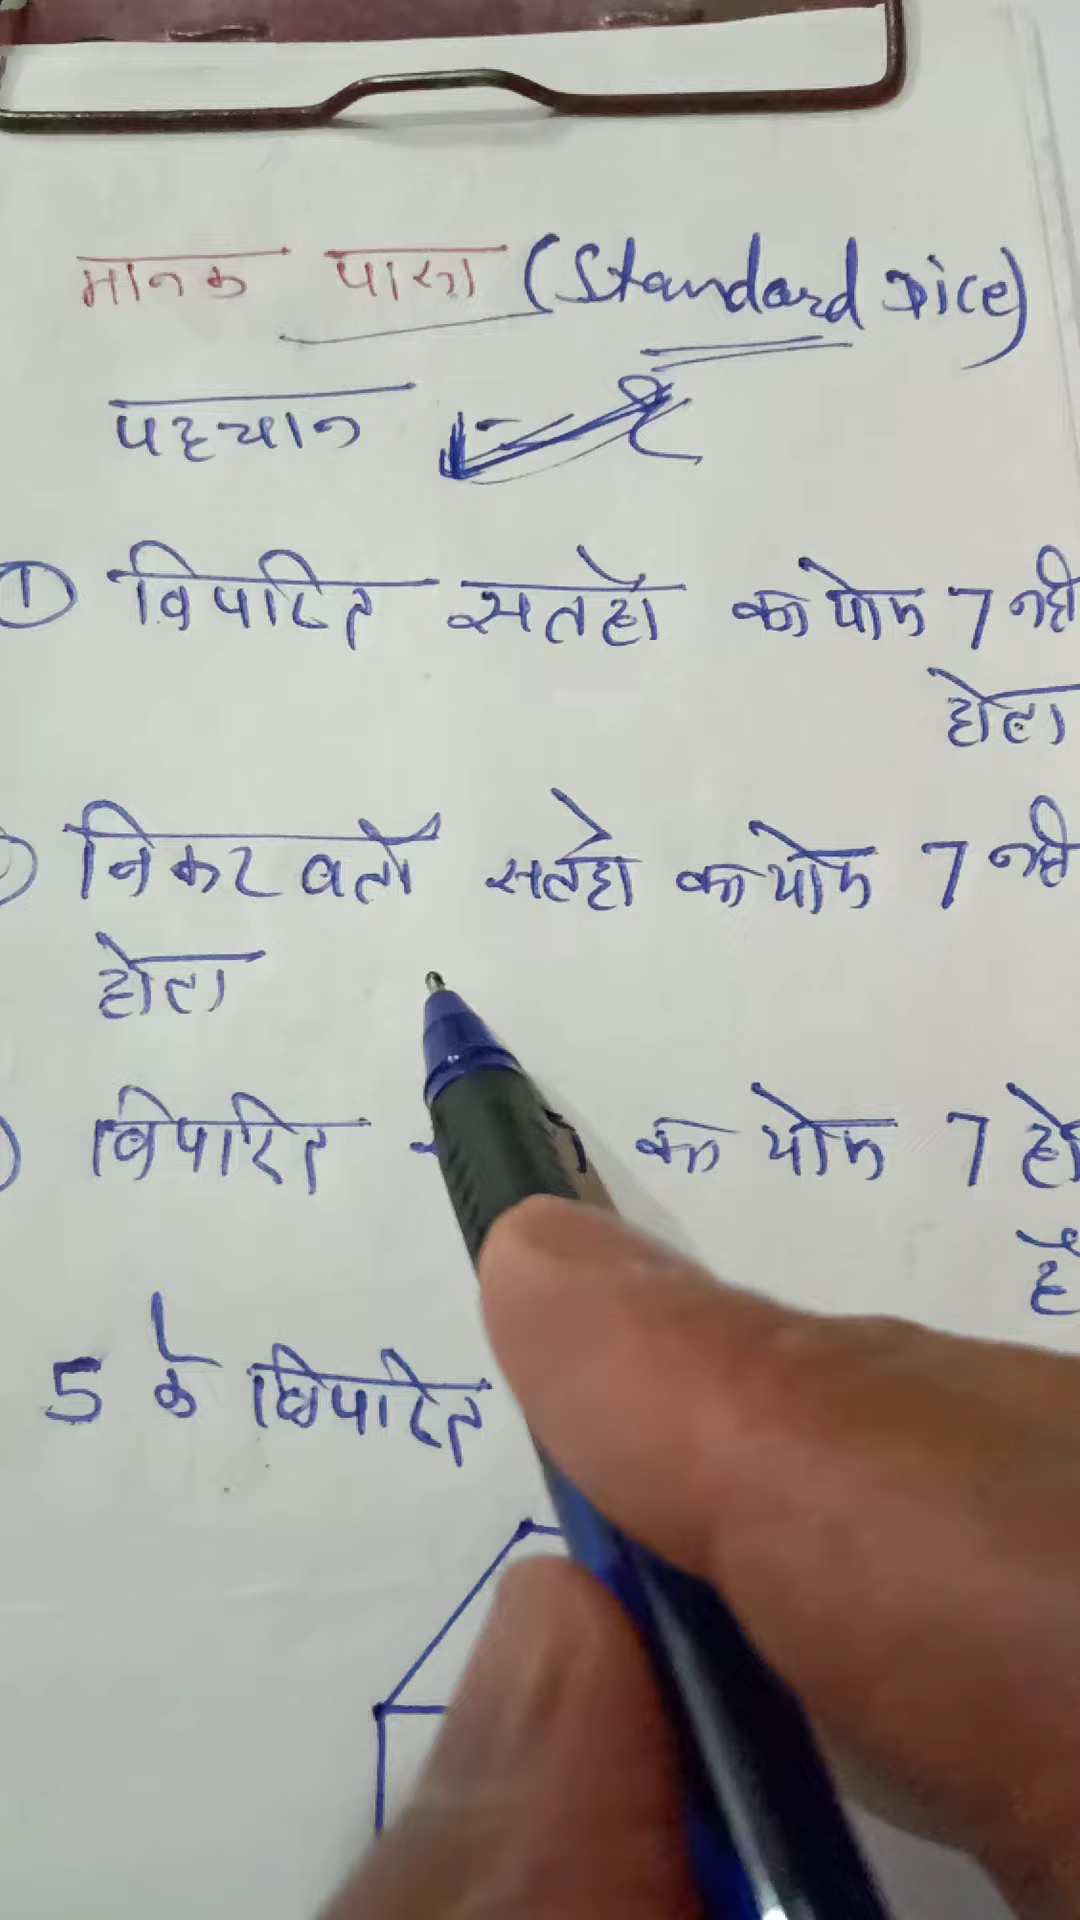 मानक पासा (Standard Dice)
पहचान :-
① विपरित सतहो का योग 7 नही
होता
निकटवर्ती सतहो का योग 7 नही
होता
विपरित का योग 7 हो
है
5 के विपरित